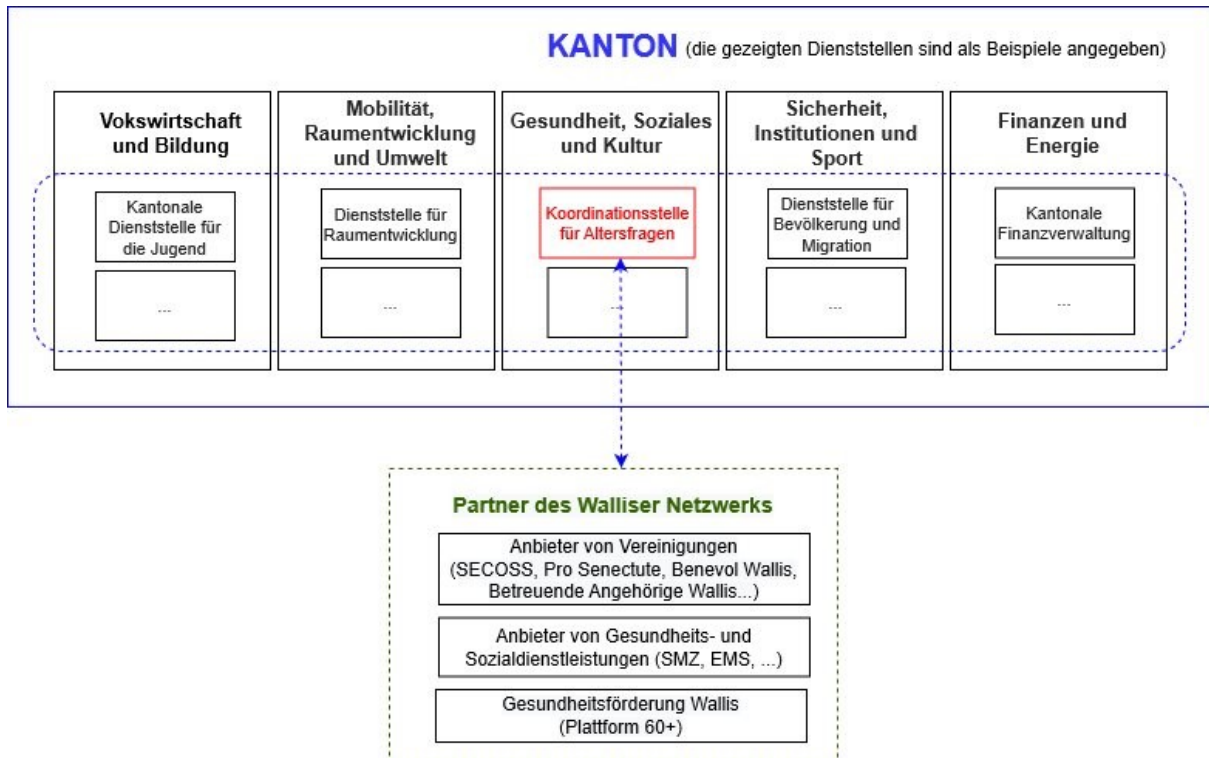 KANTON (die gezeigten Dienststellen sind als Beispiele angegeben)
Vokswirtschaft
und Bildung
Mobilität,
Raumentwicklung
und Umwelt
Gesundheit, Soziales
und Kultur
Sicherheit,
Institutionen und
Sport
Finanzen und
Energie
Kantonale
Dienststelle für
die Jugend
Dienststelle für
Raumentwicklung
Koordinationsstelle
für Altersfragen
Dienststelle für
Bevölkerung und
Migration
Kantonale
Finanzverwaltung
...
...
...
...
...
Partner des Walliser Netzwerks
Anbieter von Vereinigungen
(SECOSS, Pro Senectute, Benevol Wallis,
Betreuende Angehörige Wallis...)
Anbieter von Gesundheits- und
Sozialdienstleistungen (SMZ, EMS, ...)
Gesundheitsförderung Wallis
(Plattform 60+)